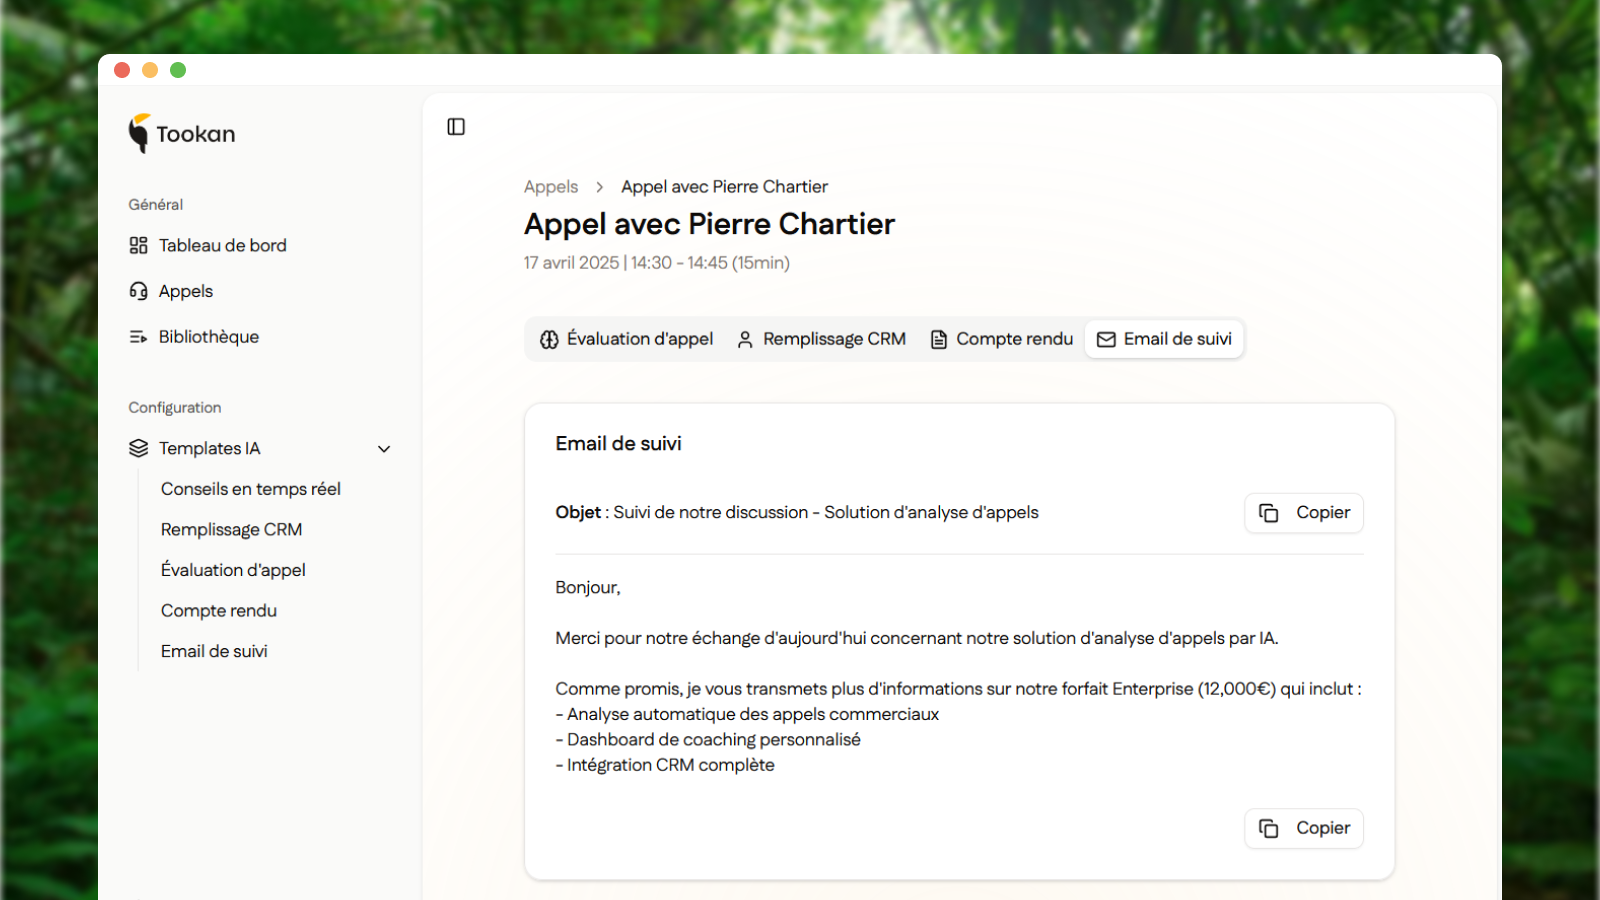 Tookan
Général
Tableau de bord
Appels
Bibliothèque
Configuration
Templates IA
Conseils en temps réel
Remplissage CRM
Évaluation d'appel
Compte rendu
Email de suivi
Appels > Appel avec Pierre Chartier
Appel avec Pierre Chartier
17 avril 2025 | 14:30 - 14:45 (15min)
Évaluation d'appel Remplissage CRM Compte rendu Email de suivi
Email de suivi
Objet : Suivi de notre discussion - Solution d'analyse d'appels Copier
Bonjour,
Merci pour notre échange d'aujourd'hui concernant notre solution d'analyse d'appels par IA.
Comme promis, je vous transmets plus d'informations sur notre forfait Enterprise (12,000€) qui inclut :
- Analyse automatique des appels commerciaux
- Dashboard de coaching personnalisé
- Intégration CRM complète
Copier